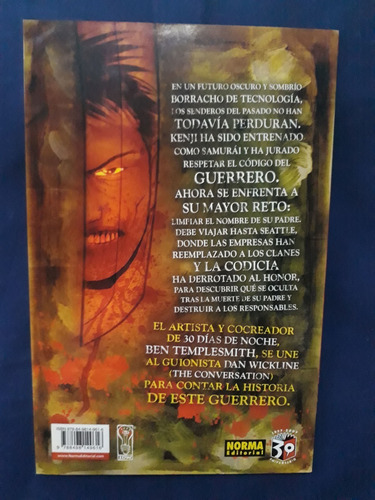 EN UN FUTURO OSCURO Y SOMBRÍO
BORRACHO DE TECNOLOGÍA,
LOS SENDEROS DEL PASADO NO HAN
TODAVÍA PERDURAN.
KENJI HA SIDO ENTRENADO
COMO SAMURÁI Y HA JURADO
RESPETAR EL CÓDIGO DEL
GUERRERO.
AHORA SE ENFRENTA A
SU MAYOR RETO:
LIMPIAR EL NOMBRE DE SU PADRE.
DEBE VIAJAR HASTA SEATTLE,
DONDE LAS EMPRESAS HAN
REEMPLAZADO A LOS CLANES
Y LA CODICIA
HA DERROTADO AL HONOR,
PARA DESCUBRIR QUÉ SE OCULTA
TRAS LA MUERTE DE SU PADRE Y
DESTRUIR A LOS RESPONSABLES.
EL ARTISTA Y COCREADOR
DE 30 DÍAS DE NOCHE,
BEN TEMPLESMITH, SE UNE
AL GUIONISTA DAN WICKLINE
(THE CONVERSATION)
PARA CONTAR LA HISTORIA
DE ESTE GUERRERO.
www.NormaEditorial.com
NORMA
Editorial
30